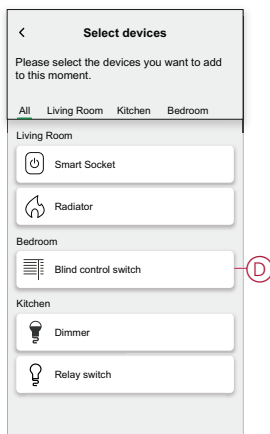 Select devices
Please select the devices you want to add
to this moment.
All Living Room Kitchen Bedroom
Living Room
Smart Socket
Radiator
Bedroom
Blind control switch
D
Kitchen
Dimmer
Relay switch